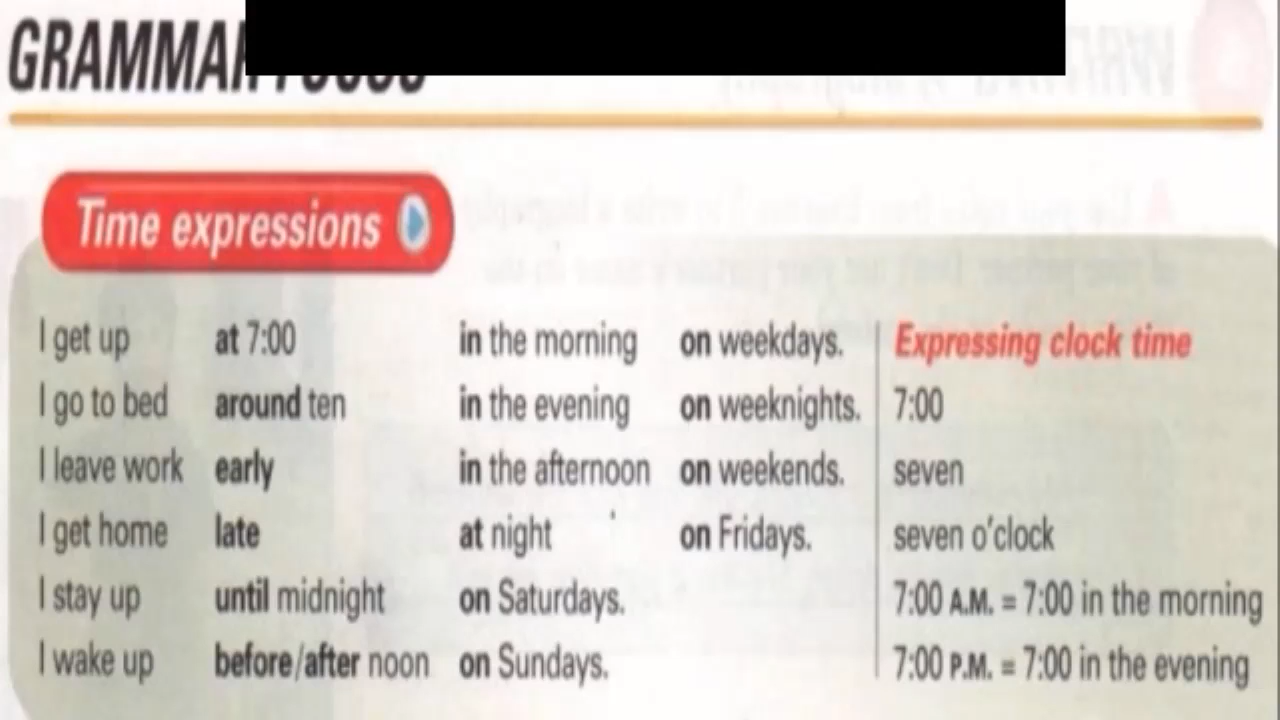 GRAMMAR FOCUS
Time expressions
I get up at 7:00 in the morning on weekdays.
I go to bed around ten in the evening on weeknights.
I leave work early in the afternoon on weekends.
I get home late at night on Fridays.
I stay up until midnight on Saturdays.
I wake up before/after noon on Sundays.
Expressing clock time
7:00
seven
seven o'clock
7:00 A.M. = 7:00 in the morning
7:00 P.M. = 7:00 in the evening